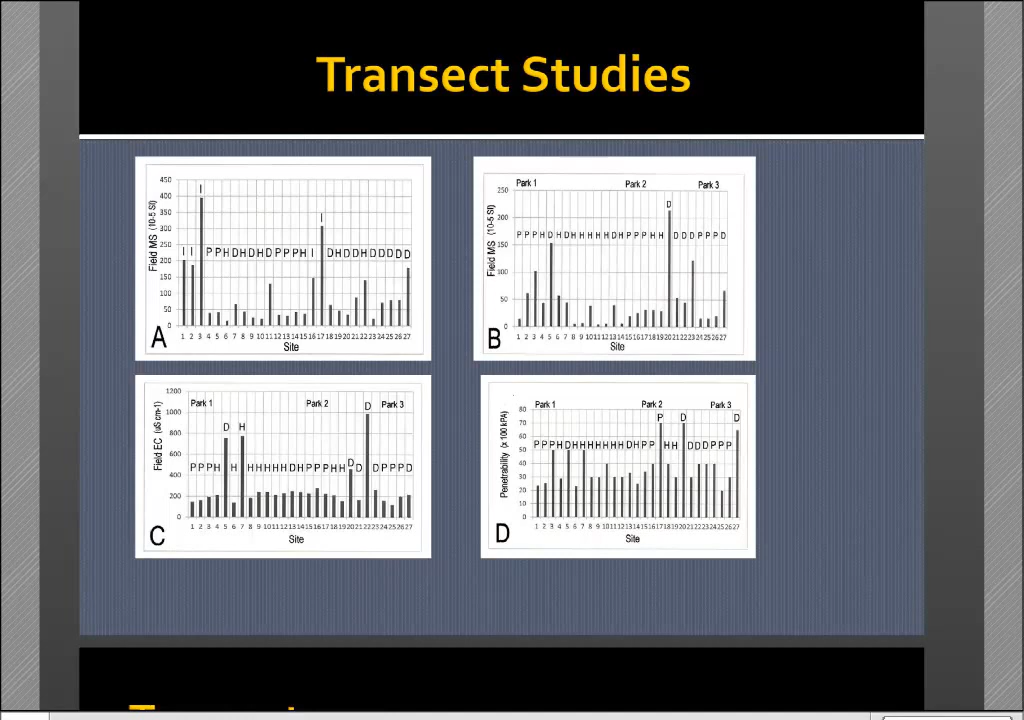 Transect Studies
450
400
350
300
250
200
150
100
50
0
Field MS (10-5 SI)
I
I
I I P P H D H D H D P P P H I D H D D H D D D D D
1 2 3 4 5 6 7 8 9 10 11 12 13 14 15 16 17 18 19 20 21 22 23 24 25 26 27
Site
A
Park 1 Park 2 Park 3
250
200
150
100
50
0
Field MS (10-5 SI)
D
P P P H D H D H H H H H D H P P P H H D D D P P P D
1 2 3 4 5 6 7 8 9 10 11 12 13 14 15 16 17 18 19 20 21 22 23 24 25 26 27
Site
B
1200
1000
800
600
400
200
0
Field EC (uS cm-1)
Park 1 Park 2 Park 3
D
D H
D
P P P H H H H H H H D H P P P H H D D P P P D
1 2 3 4 5 6 7 8 9 10 11 12 13 14 15 16 17 18 19 20 21 22 23 24 25 26 27
Site
C
Park 1 Park 2 Park 3
80
70
60
50
40
30
20
10
0
Penetrability (x 100 kPA)
P D D
P P P H D H D H H H H H D H P P H H D D D P P P
1 2 3 4 5 6 7 8 9 10 11 12 13 14 15 16 17 18 19 20 21 22 23 24 25 26 27
Site
D